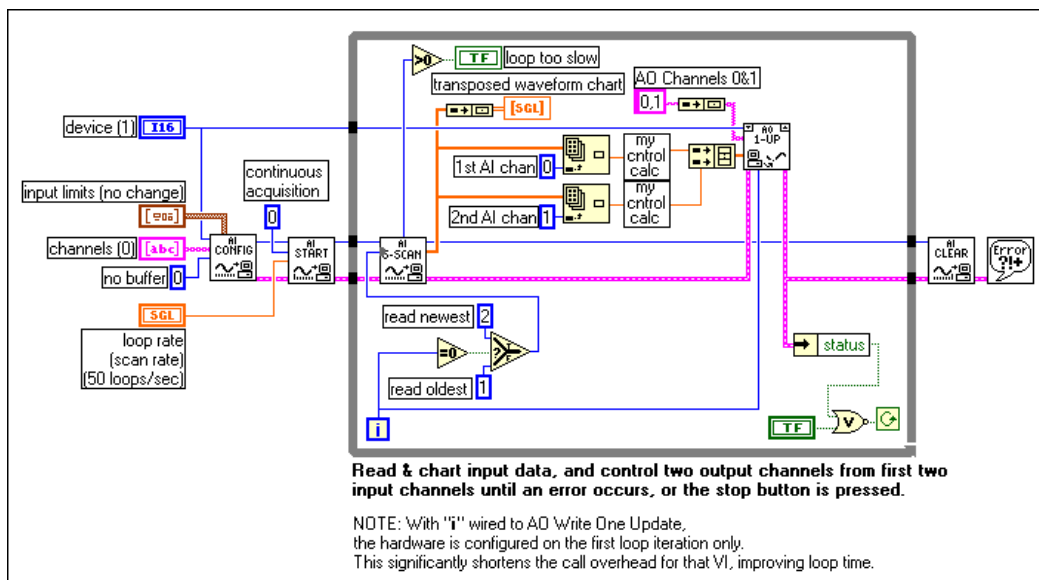 >0
TF
loop too slow
transposed waveform chart
[SGL]
AO Channels 0&1
0,1
device (1)
I16
AO
1-UP
1st AI chan
0
my
cntrol
calc
2nd AI chan
1
my
cntrol
calc
input limits (no change)
continuous
acquisition
0
channels (0)
[abc]
no buffer
0
AI
CONFIG
AI
START
AI
S-SCAN
AI
CLEAR
Error
?!+
SGL
loop rate
(scan rate)
(50 loops/sec)
read newest
2
=0
?
T
F
read oldest
1
i
status
TF
V
Read & chart input data, and control two output channels from first two
input channels until an error occurs, or the stop button is pressed.
NOTE: With "i" wired to AO Write One Update,
the hardware is configured on the first loop iteration only.
This significantly shortens the call overhead for that VI, improving loop time.